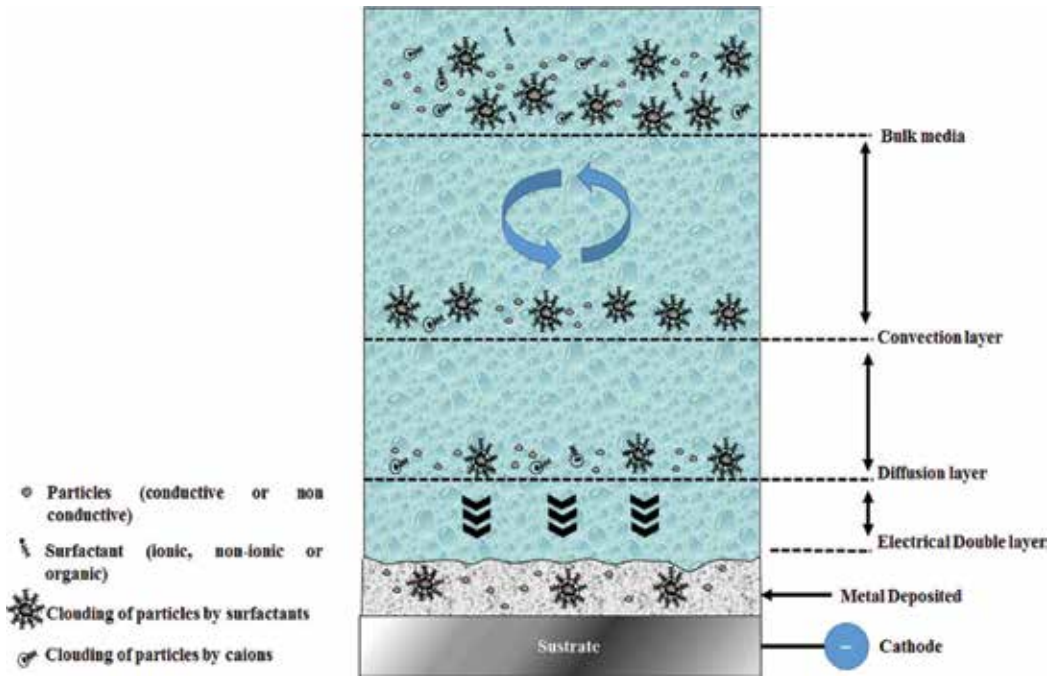 Bulk media
Convection layer
Diffusion layer
Particles (conductive or non
conductive)
Surfactant (ionic, non-ionic or
organic)
Clouding of particles by surfactants
Clouding of particles by caions
Electrical Double layer
Metal Deposited
Sustrate
−
Cathode